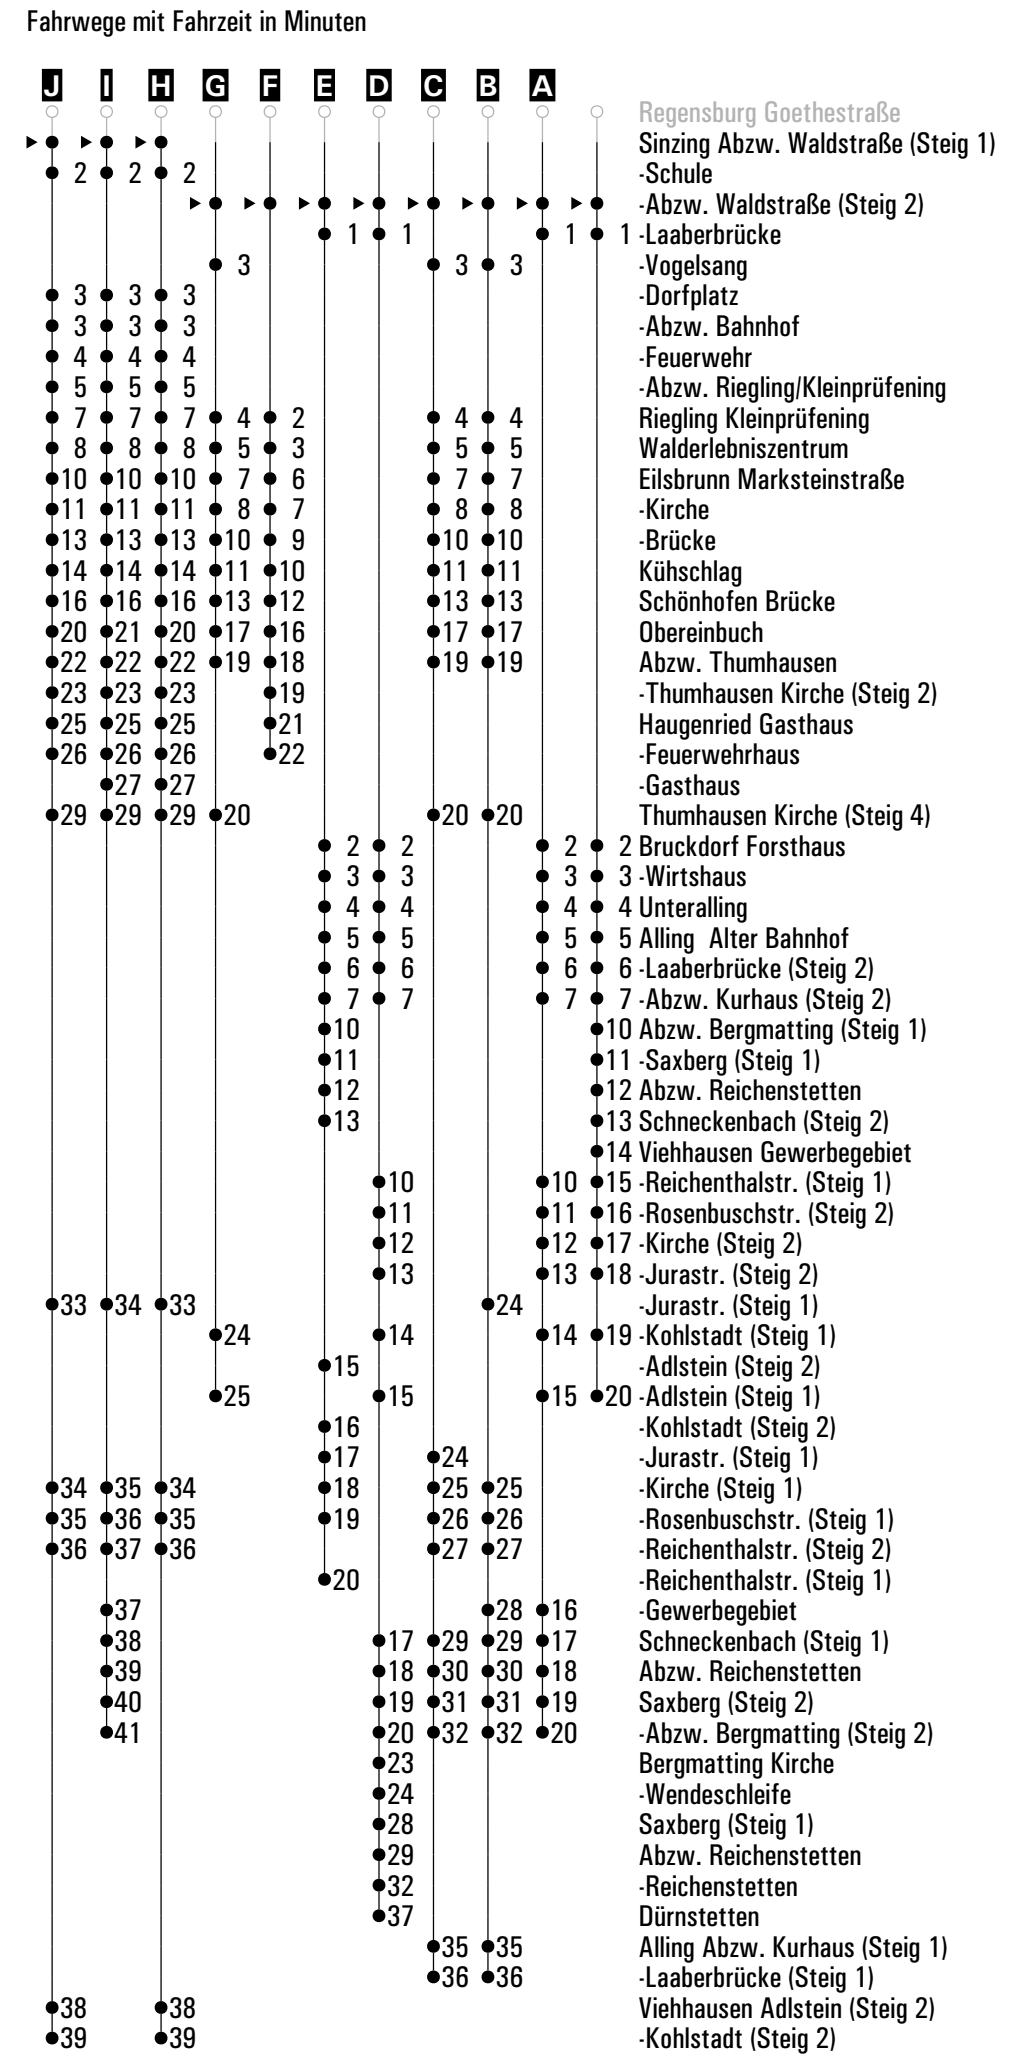 Fahrwege mit Fahrzeit in Minuten
J I H G F E D C B A
Regensburg Goethestraße
Sinzing Abzw. Waldstraße (Steig 1)
2 2 2 -Schule
-Abzw. Waldstraße (Steig 2)
1 1 1 1 -Laaberbrücke
3 3 3 -Vogelsang
3 3 3 -Dorfplatz
3 3 3 -Abzw. Bahnhof
4 4 4 -Feuerwehr
5 5 5 -Abzw. Riegling/Kleinprüfening
7 7 7 4 2 4 4 Riegling Kleinprüfening
8 8 8 5 3 5 5 Walderlebniszentrum
10 10 10 7 6 7 7 Eilsbrunn Marksteinstraße
11 11 11 8 7 8 8 -Kirche
13 13 13 10 9 10 10 -Brücke
14 14 14 11 10 11 11 Kühschlag
16 16 16 13 12 13 13 Schönhofen Brücke
20 21 20 17 16 17 17 Obereinbuch
22 22 22 19 18 19 19 Abzw. Thumhausen
23 23 23 19 -Thumhausen Kirche (Steig 2)
25 25 25 21 Haugenried Gasthaus
26 26 26 22 -Feuerwehrhaus
27 27 -Gasthaus
29 29 29 20 20 20 Thumhausen Kirche (Steig 4)
2 2 2 2 Bruckdorf Forsthaus
3 3 3 3 -Wirtshaus
4 4 4 4 Unteralling
5 5 5 5 Alling Alter Bahnhof
6 6 6 6 -Laaberbrücke (Steig 2)
7 7 7 7 -Abzw. Kurhaus (Steig 2)
10 10 Abzw. Bergmatting (Steig 1)
11 11 -Saxberg (Steig 1)
12 12 Abzw. Reichenstetten
13 13 Schneckenbach (Steig 2)
14 Viehhausen Gewerbegebiet
10 10 15 -Reichenthalstr. (Steig 1)
11 11 16 -Rosenbuschstr. (Steig 2)
12 12 17 -Kirche (Steig 2)
13 13 18 -Jurastr. (Steig 2)
33 34 33 24 -Jurastr. (Steig 1)
24 14 14 19 -Kohlstadt (Steig 1)
15 -Adlstein (Steig 2)
25 15 15 20 -Adlstein (Steig 1)
16 -Kohlstadt (Steig 2)
17 24 -Jurastr. (Steig 1)
34 35 34 18 25 25 -Kirche (Steig 1)
35 36 35 19 26 26 -Rosenbuschstr. (Steig 1)
36 37 36 27 27 -Reichenthalstr. (Steig 2)
20 -Reichenthalstr. (Steig 1)
37 28 16 -Gewerbegebiet
38 17 29 29 17 Schneckenbach (Steig 1)
39 18 30 30 18 Abzw. Reichenstetten
40 19 31 31 19 Saxberg (Steig 2)
41 20 32 32 20 -Abzw. Bergmatting (Steig 2)
23 Bergmatting Kirche
24 -Wendeschleife
28 Saxberg (Steig 1)
29 Abzw. Reichenstetten
32 -Reichenstetten
37 Dürnstetten
35 35 Alling Abzw. Kurhaus (Steig 1)
36 36 -Laaberbrücke (Steig 1)
38 38 Viehhausen Adlstein (Steig 2)
39 39 -Kohlstadt (Steig 2)